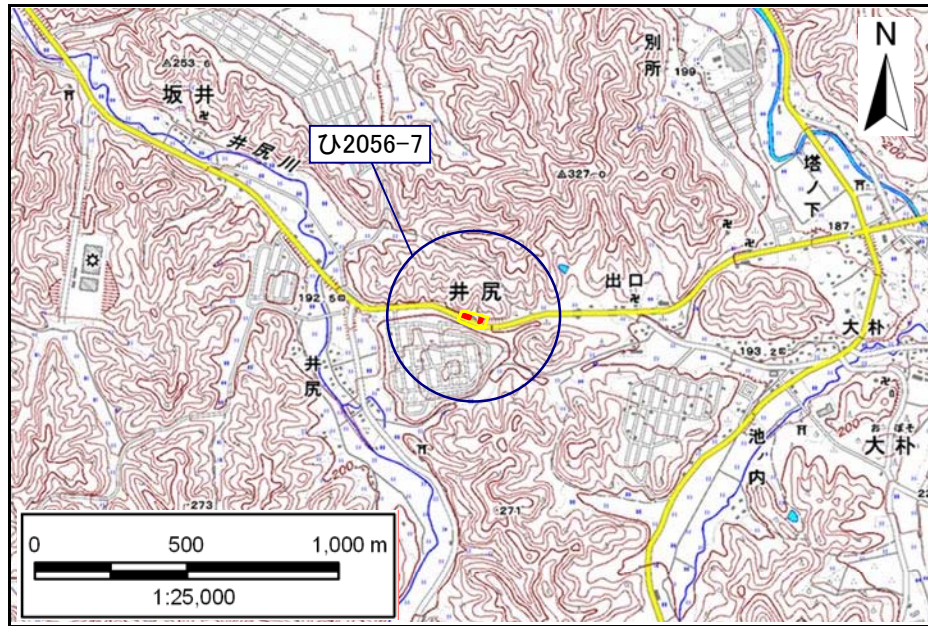 253.6
坂井
井尻川
ひ2056-7
別所
199
N
327.0
塔ノ下
187
井尻
出口
192.5
井尻
大朴
193.2
池ノ内
200
おぼそ
大朴
273
200
271
0 500 1,000 m
1:25,000